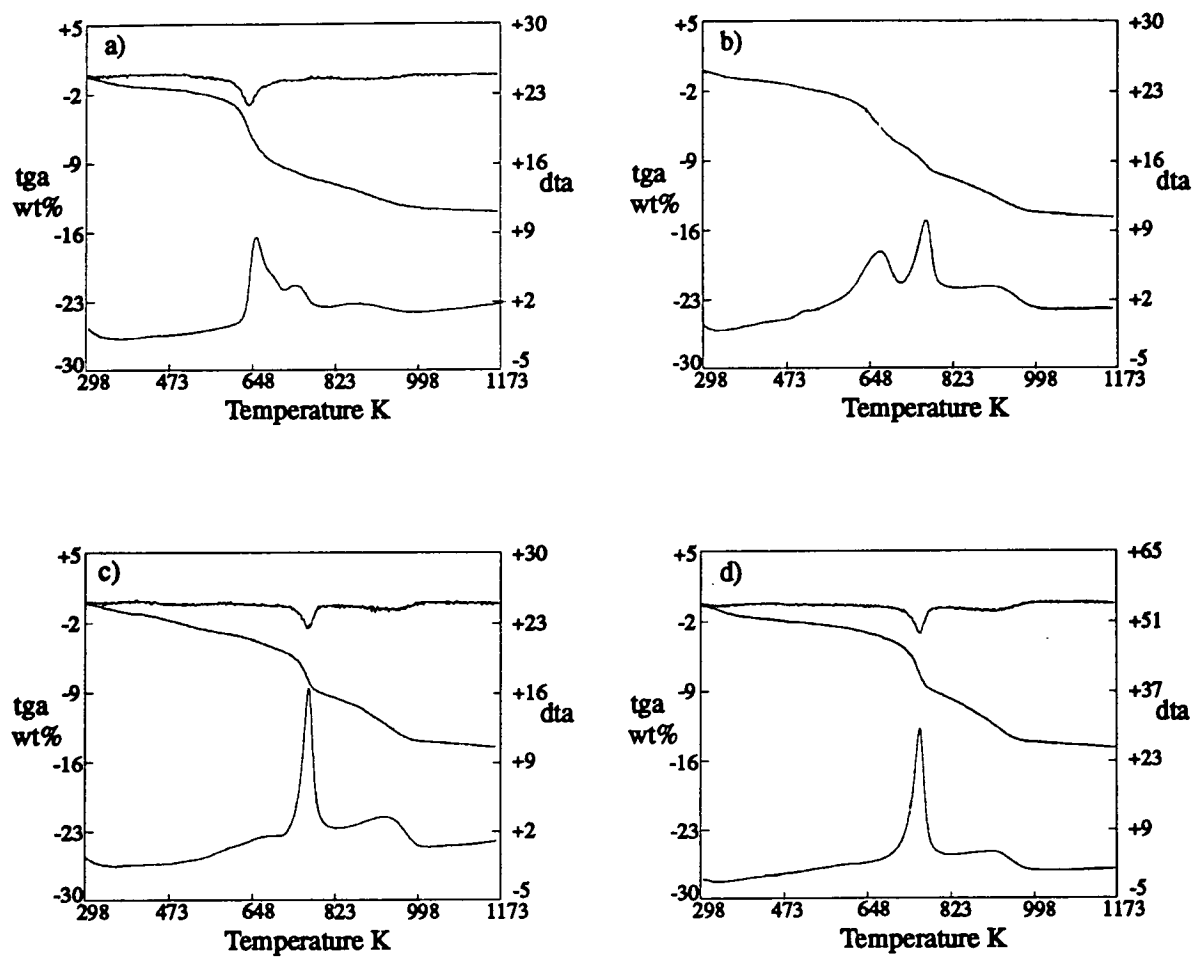 a)
+5
-2
-9
-16
-23
-30
tga
wt%
+30
+23
+16
+9
+2
-5
dta
298 473 648 823 998 1173
Temperature K
b)
+5
-2
-9
-16
-23
-30
tga
wt%
+30
+23
+16
+9
+2
-5
dta
298 473 648 823 998 1173
Temperature K
c)
+5
-2
-9
-16
-23
-30
tga
wt%
+30
+23
+16
+9
+2
-5
dta
298 473 648 823 998 1173
Temperature K
d)
+5
-2
-9
-16
-23
-30
tga
wt%
+65
+51
+37
+23
+9
-5
dta
298 473 648 823 998 1173
Temperature K